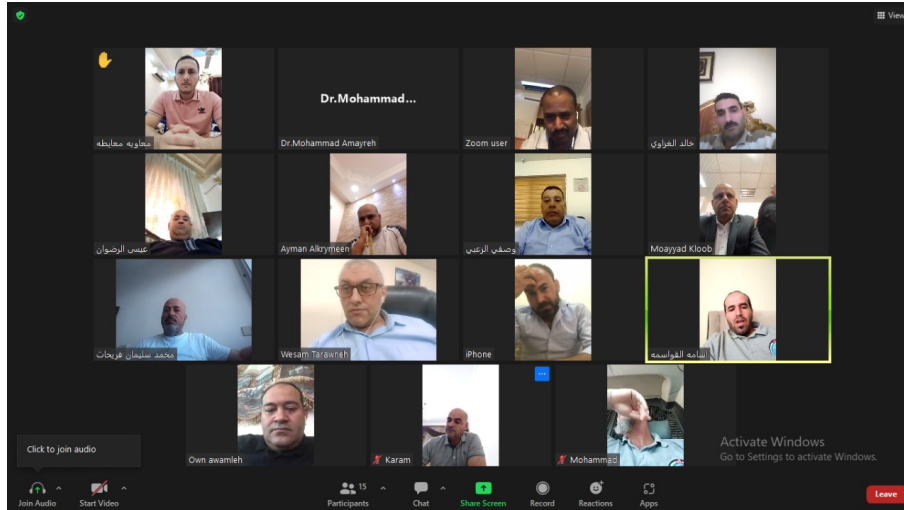 View
معاويه معايطه
Dr.Mohammad...
Dr.Mohammad Amayreh
Zoom user
خالد الغزاوي
عيسى الرضوان
Ayman Alkrymeen
وصفي الزعبي
Moayyad Kloob
محمد سليمان فريحات
Wesam Tarawneh
iPhone
اسامه القواسمه
Own awamleh
Karam
Mohammad
Click to join audio
Activate Windows
Go to Settings to activate Windows.
Join Audio
Start Video
15
Participants
Chat
Share Screen
Record
Reactions
Apps
Leave